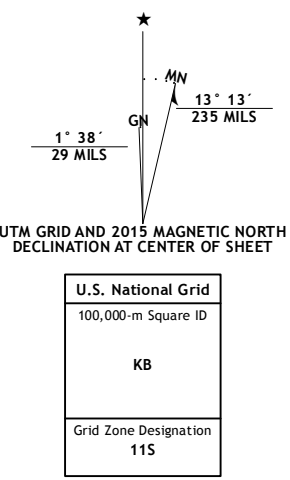 ★
MN
GN
13° 13´
235 MILS
1° 38´
29 MILS
UTM GRID AND 2015 MAGNETIC NORTH
DECLINATION AT CENTER OF SHEET
U.S. National Grid
100,000-m Square ID
KB
Grid Zone Designation
11S